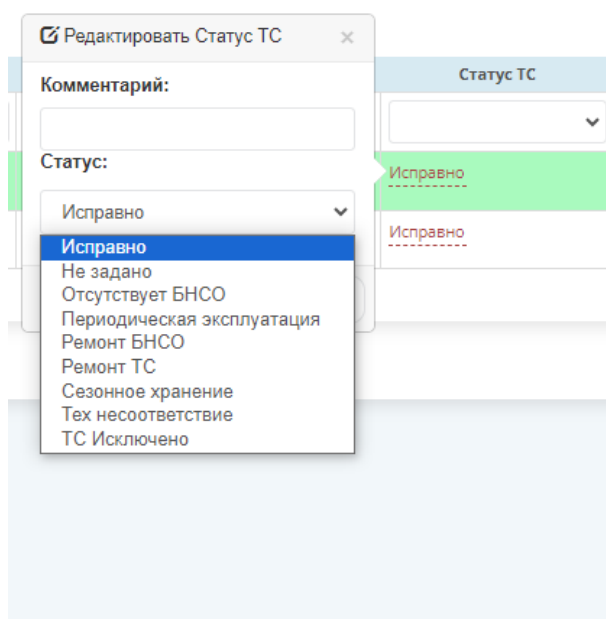 Редактировать Статус ТС ×
Статус ТС
Комментарий:
Исправно
Статус:
Исправно
Исправно
Исправно
Не задано
Отсутствует БНСО
Периодическая эксплуатация
Ремонт БНСО
Ремонт ТС
Сезонное хранение
Тех несоответствие
ТС Исключено